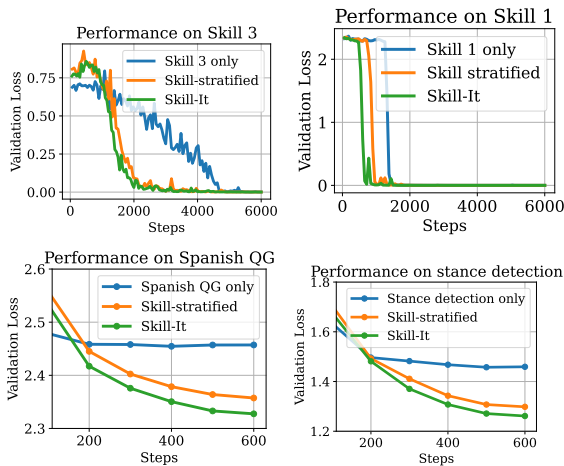 Performance on Skill 3
Validation Loss
0.75
0.50
0.25
0.00
Skill 3 only
Skill-stratified
Skill-It
0
2000
4000
6000
Steps
Performance on Skill 1
Validation Loss
2
1
0
Skill 1 only
Skill stratified
Skill-It
0
2000
4000
6000
Steps
Performance on Spanish QG
Validation Loss
2.6
2.5
2.4
2.3
Spanish QG only
Skill-stratified
Skill-It
200
400
600
Steps
Performance on stance detection
Validation Loss
1.8
1.6
1.4
1.2
Stance detection only
Skill-stratified
Skill-It
200
400
600
Steps